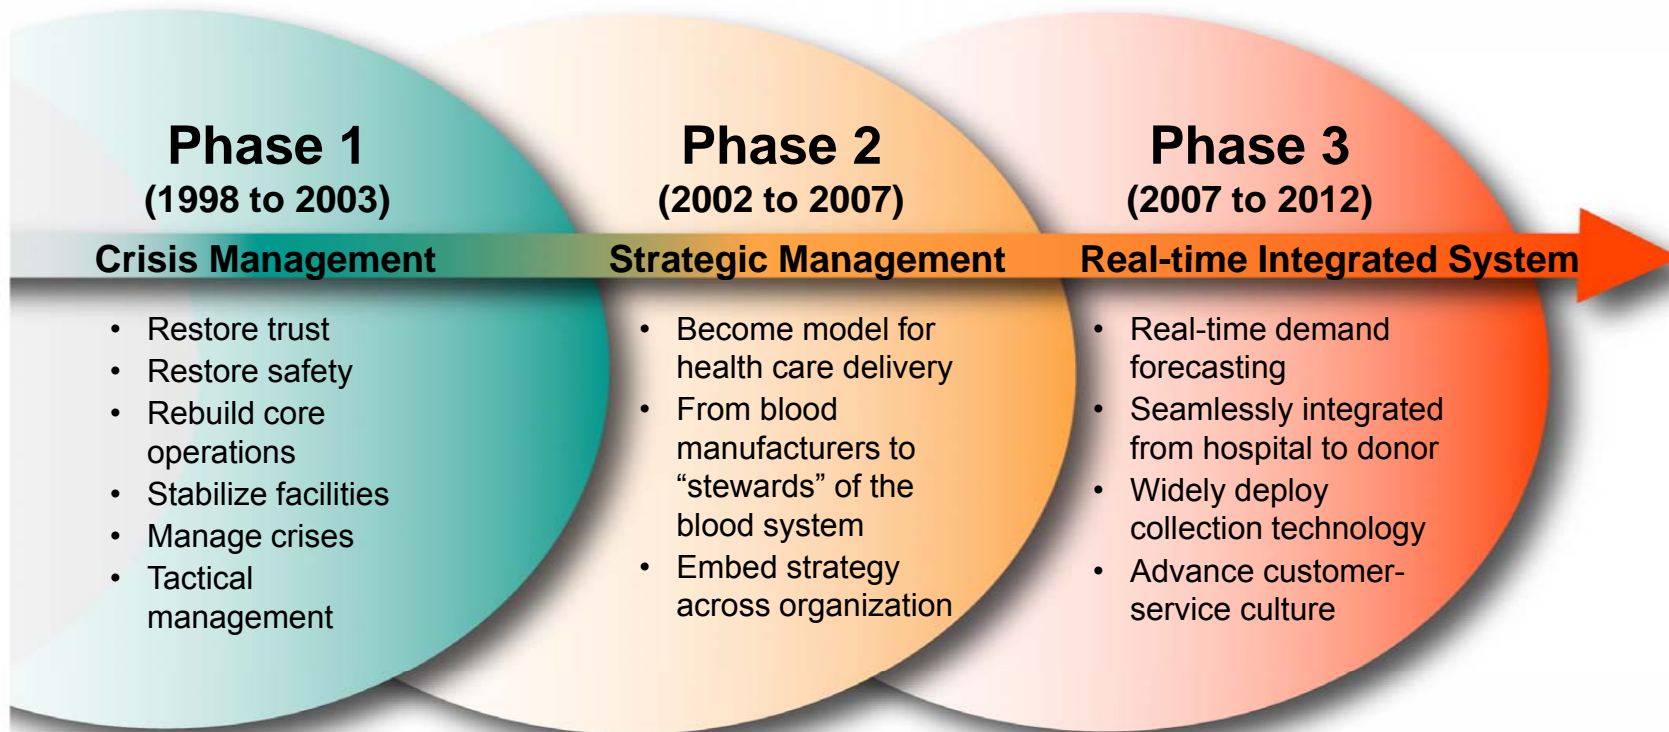 Phase 1
(1998 to 2003)
Crisis Management
• Restore trust
• Restore safety
• Rebuild core
operations
• Stabilize facilities
• Manage crises
• Tactical
management
Phase 2
(2002 to 2007)
Strategic Management
• Become model for
health care delivery
• From blood
manufacturers to
“stewards” of the
blood system
• Embed strategy
across organization
Phase 3
(2007 to 2012)
Real-time Integrated System
• Real-time demand
forecasting
• Seamlessly integrated
from hospital to donor
• Widely deploy
collection technology
• Advance customer-
service culture